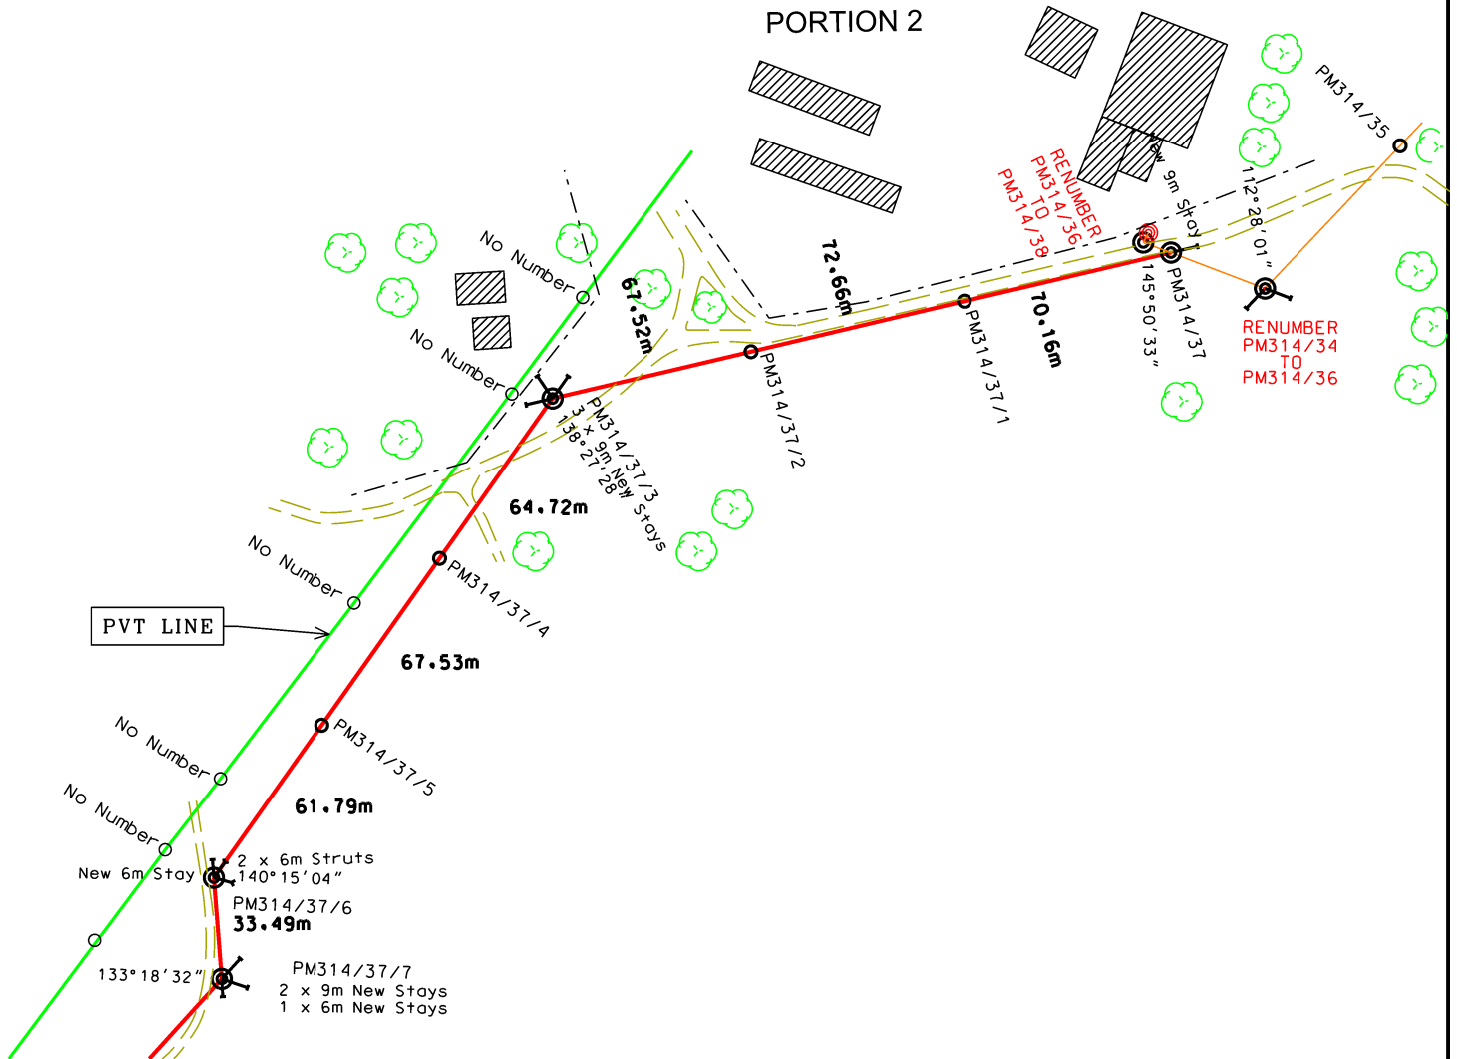 PORTION 2
PM314/35
New 9m Stay
112°28'01"
RENUMBER
PM314/36
TO
PM314/38
No Number
67.52m
72.66m
70.16m
145°50'33"
PM314/37
RENUMBER
PM314/34
TO
PM314/36
No Number
PM314/37/1
PM314/37/2
PM314/37/3
3 x 9m New Stays
138°27'28"
64.72m
No Number
PM314/37/4
PVT LINE
67.53m
No Number
PM314/37/5
61.79m
No Number
2 x 6m Struts
New 6m Stay
140°15'04"
PM314/37/6
33.49m
133°18'32"
PM314/37/7
2 x 9m New Stays
1 x 6m New Stays